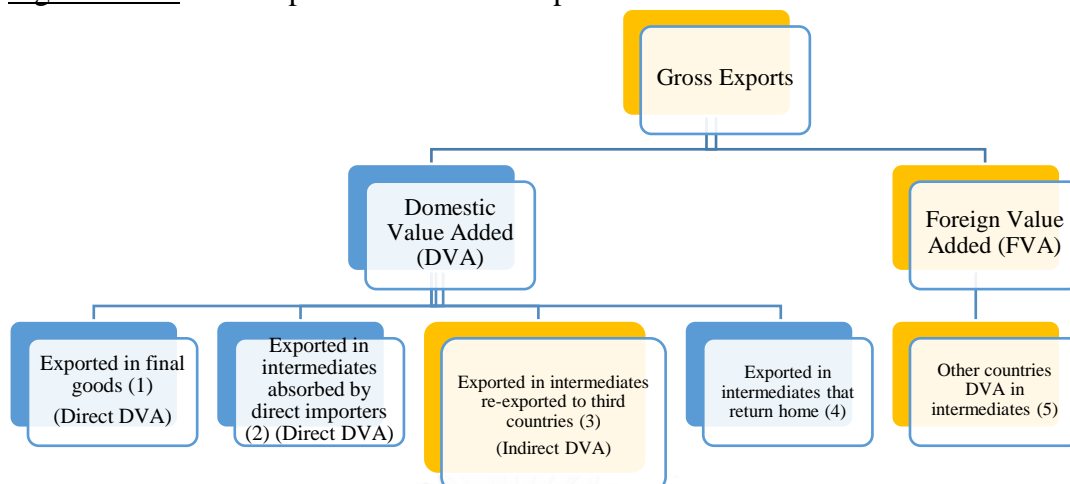 Gross Exports
Domestic
Value Added
(DVA)
Foreign Value
Added (FVA)
Exported in final
goods (1)
(Direct DVA)
Exported in
intermediates
absorbed by
direct importers
(2) (Direct DVA)
Exported in intermediates
re-exported to third
countries (3)
(Indirect DVA)
Exported in
intermediates that
return home (4)
Other countries
DVA in
intermediates (5)